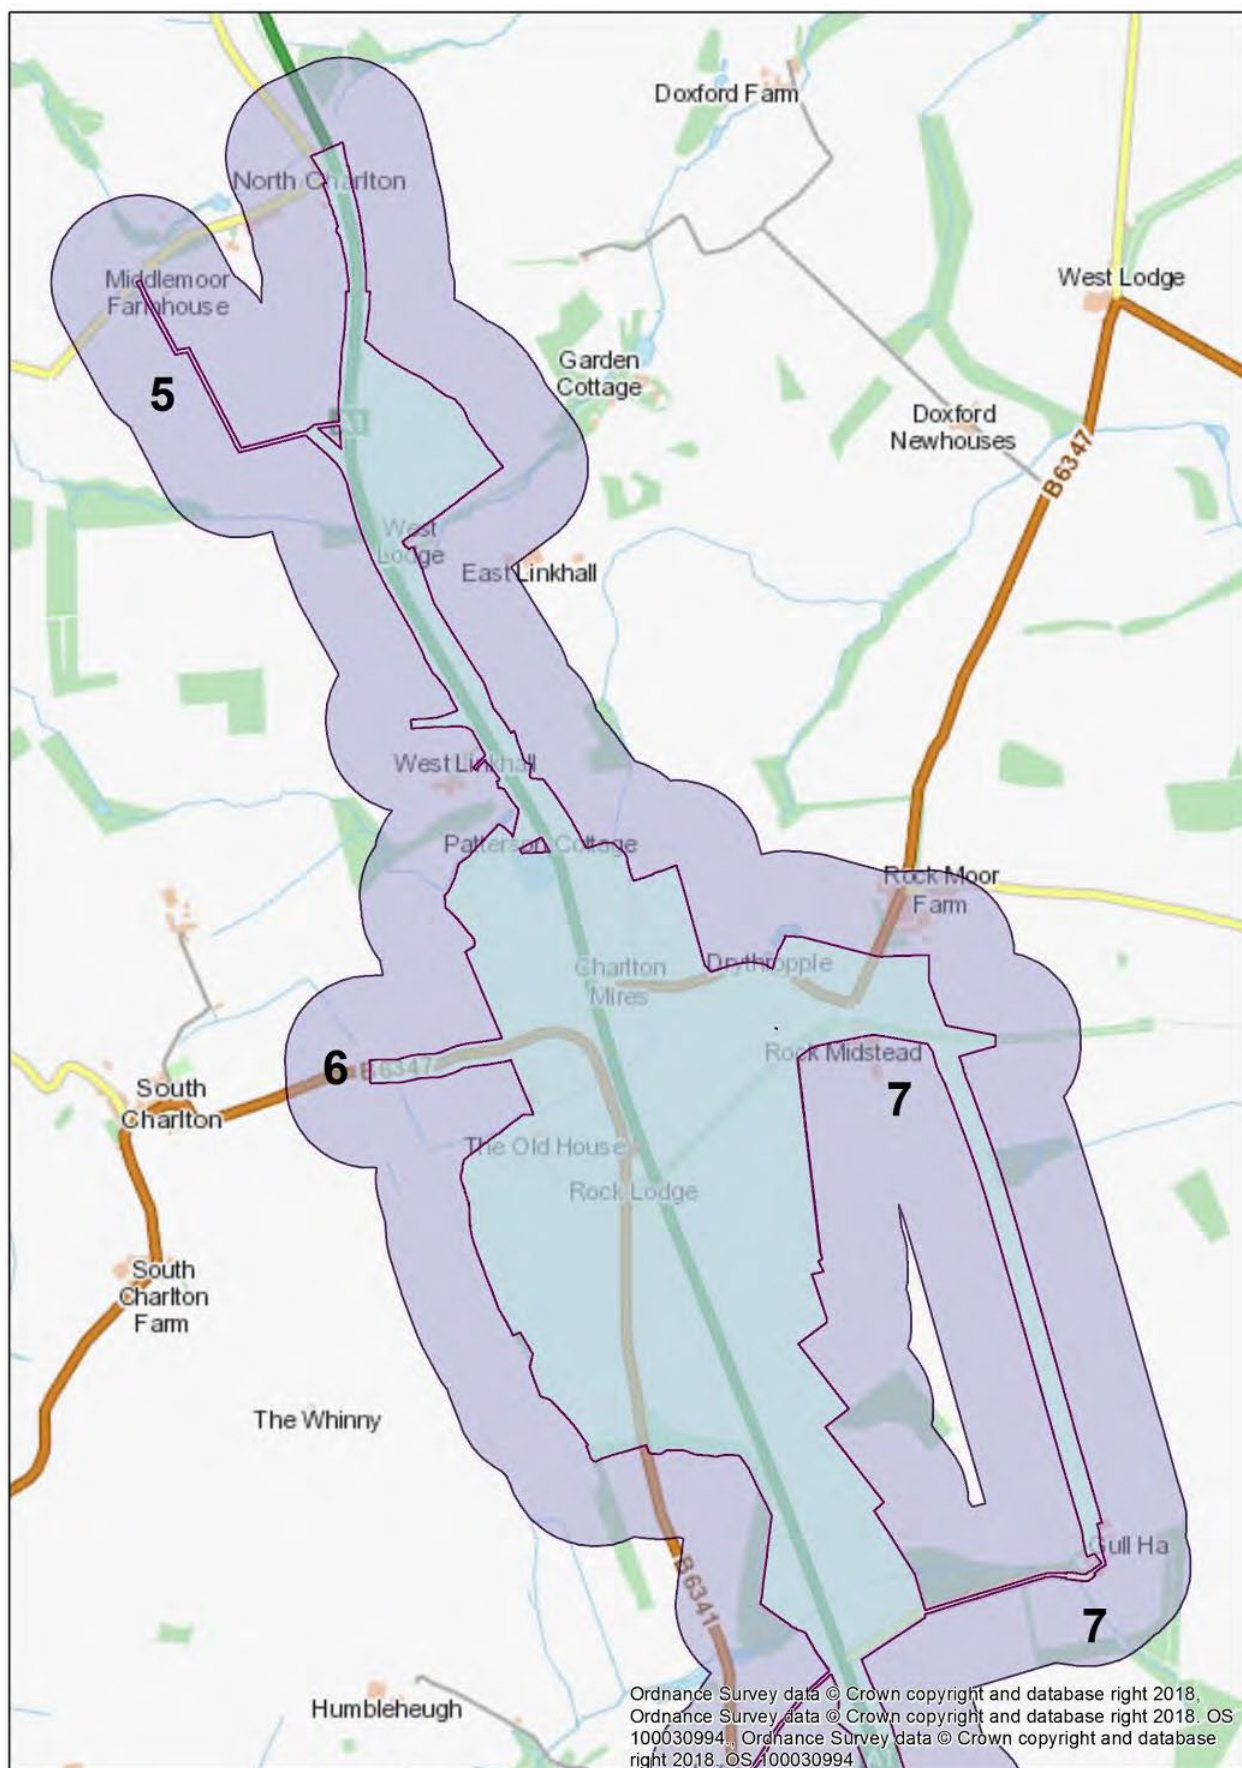 Doxford Farm
North Charlton
Middlemoor
Farmhouse
West Lodge
Garden
Cottage
5
A1
Doxford
Newhouses
B6347
West
Lodge
East Linkhall
West Linkhall
Patterson Cottage
Rock Moor
Farm
Charlton
Mires
Drythropple
6
B6347
Rock Midstead
South
Charlton
7
The Old House
Rock Lodge
South
Charlton
Farm
The Whinny
Gull Ha
B6341
7
Humbleheugh
Ordnance Survey data © Crown copyright and database right 2018,
Ordnance Survey data © Crown copyright and database right 2018. OS
100030994., Ordnance Survey data © Crown copyright and database
right 2018. OS 100030994
A1